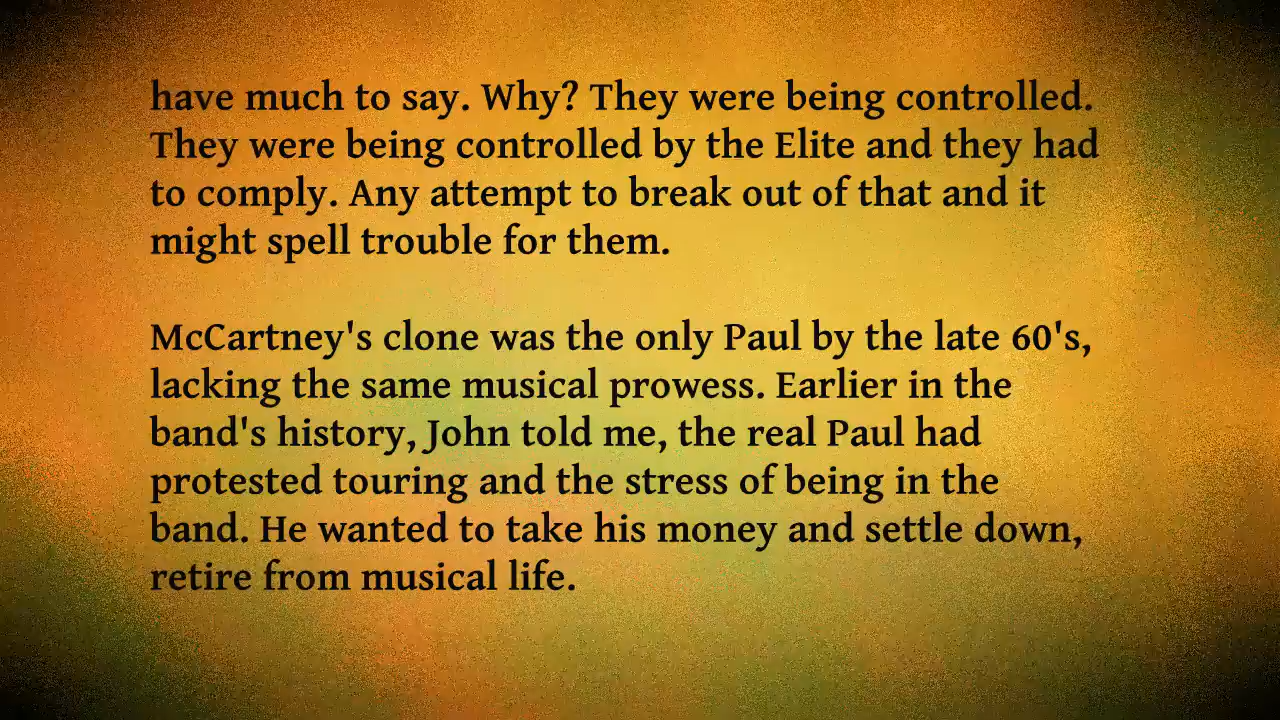 have much to say. Why? They were being controlled.
They were being controlled by the Elite and they had
to comply. Any attempt to break out of that and it
might spell trouble for them.
McCartney's clone was the only Paul by the late 60's,
lacking the same musical prowess. Earlier in the
band's history, John told me, the real Paul had
protested touring and the stress of being in the
band. He wanted to take his money and settle down,
retire from musical life.